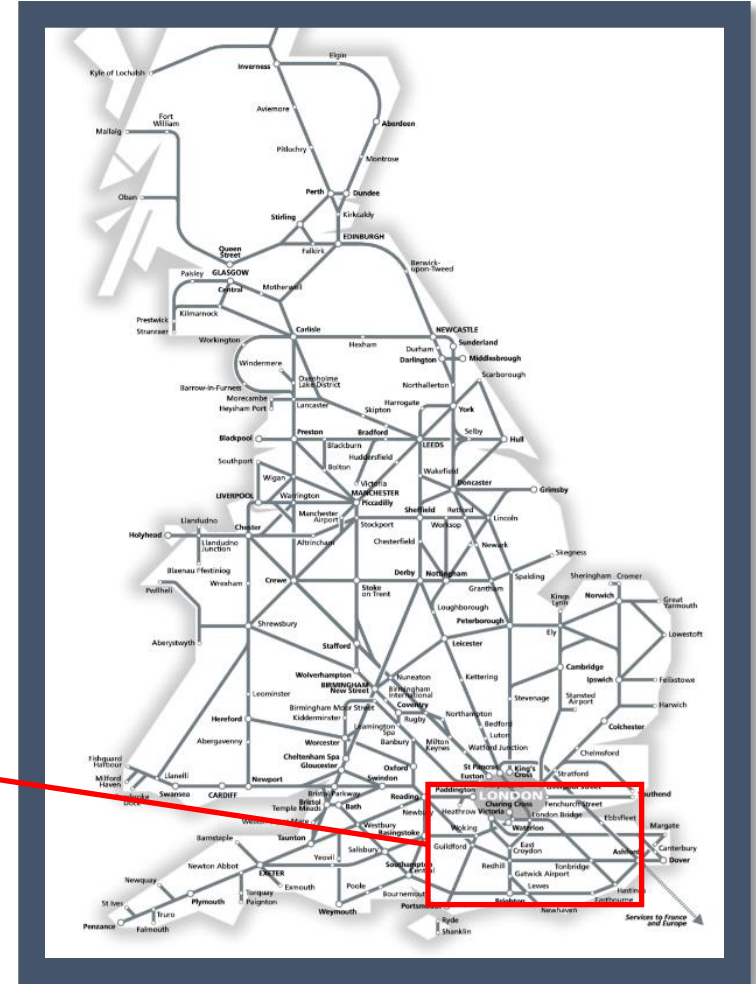 Elgin
Inverness
Kyle of Lochalsh
Aviemore
Fort
William
Mallaig
Aberdeen
Pitlochry
Montrose
Perth
Dundee
Oban
Stirling
Kirkcaldy
EDINBURGH
Queen
Street
Falkirk
Berwick-
upon-Tweed
Paisley
GLASGOW
Central
Motherwell
Prestwick
Kilmarnock
Stranraer
Carlisle
NEWCASTLE
Workington
Hexham
Sunderland
Durham
Darlington
Middlesbrough
Windermere
Scarborough
Oxenholme
Lake District
Barrow-in-Furness
Northallerton
Morecambe
Heysham Port
Lancaster
Harrogate
York
Skipton
Blackpool
Preston
Bradford
Selby
Hull
Blackburn
LEEDS
Southport
Huddersfield
Bolton
Wakefield
Wigan
Victoria
Doncaster
Grimsby
LIVERPOOL
Warrington
MANCHESTER
Piccadilly
Sheffield
Retford
Llandudno
Manchester
Airport
Lincoln
Holyhead
Chester
Stockport
Worksop
Llandudno
Junction
Altrincham
Chesterfield
Newark
Skegness
Blaenau Ffestiniog
Derby
Nottingham
Spalding
Sheringham
Cromer
Pwllheli
Wrexham
Crewe
Stoke
on Trent
Grantham
Kings
Lynn
Norwich
Great
Yarmouth
Loughborough
Aberystwyth
Shrewsbury
Peterborough
Ely
Lowestoft
Stafford
Leicester
Wolverhampton
Cambridge
BIRMINGHAM
New Street
Nuneaton
Kettering
Ipswich
Felixstowe
Leominster
Birmingham
International
Stansted
Airport
Birmingham Moor Street
Coventry
Stevenage
Harwich
Hereford
Kidderminster
Rugby
Northampton
Leamington
Spa
Bedford
Colchester
Abergavenny
Worcester
Banbury
Milton
Keynes
Luton
Cheltenham Spa
Watford Junction
Chelmsford
Fishguard
Harbour
Gloucester
Oxford
St Pancras
King's
Cross
Milford
Haven
Llanelli
Newport
Swindon
Euston
Stratford
Swansea
CARDIFF
Bristol Parkway
Paddington
Bristol
Temple Meads
Bath
Reading
LONDON
Southend
Charing Cross
Fenchurch Street
Newbury
Heathrow
Victoria
London Bridge
Ebbsfleet
Westbury
Basingstoke
Woking
Waterloo
Margate
Barnstaple
Taunton
Salisbury
Guildford
East
Croydon
Canterbury
Ashford
Dover
Yeovil
Southampton
Central
Redhill
Tonbridge
Newton Abbot
EXETER
Gatwick Airport
Newquay
Exmouth
Poole
Bournemouth
Lewes
Hastings
Plymouth
Torquay
Paignton
Weymouth
Portsmouth
Brighton
Eastbourne
St Ives
Truro
Newhaven
Penzance
Falmouth
Ryde
Shanklin
Services to France
and Europe